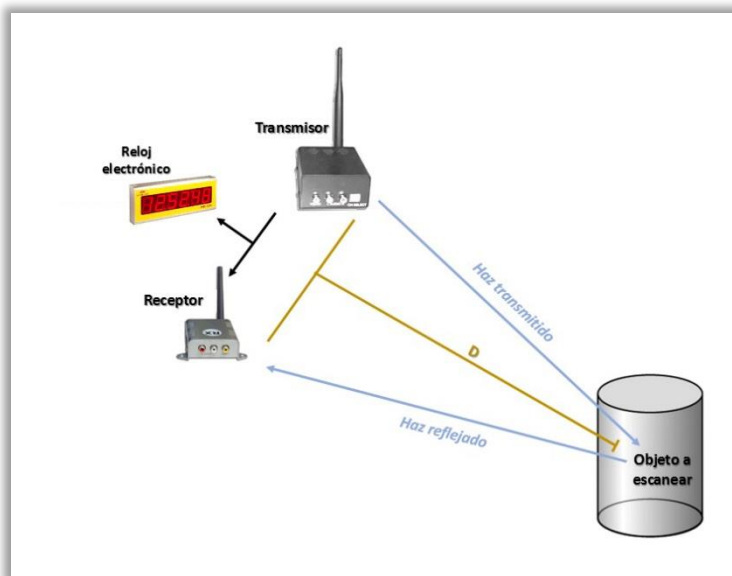 Transmisor
Reloj
electrónico
Receptor
Haz transmitido
D
Haz reflejado
Objeto a
escanear